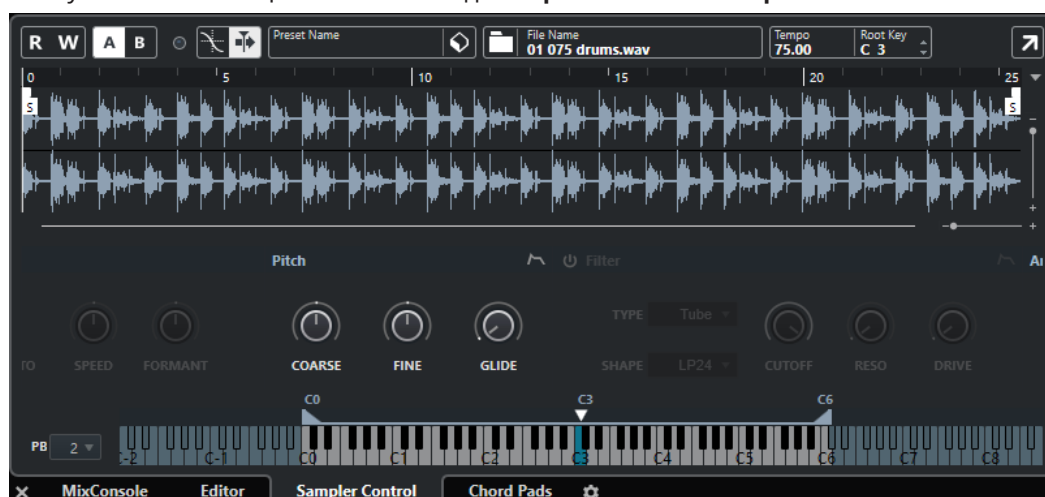 R W A B Preset Name File Name Tempo Root Key
01 075 drums.wav 75.00 C 3
0 5 10 15 20 25
S S
Pitch Filter
TYPE Tube
TO SPEED FORMANT COARSE FINE GLIDE SHAPE LP24 CUTOFF RESO DRIVE
C0 C3 C6
PB 2
C-1 C0 C1 C2 C3 C4 C5 C6 C7 C8
MixConsole Editor Sampler Control Chord Pads